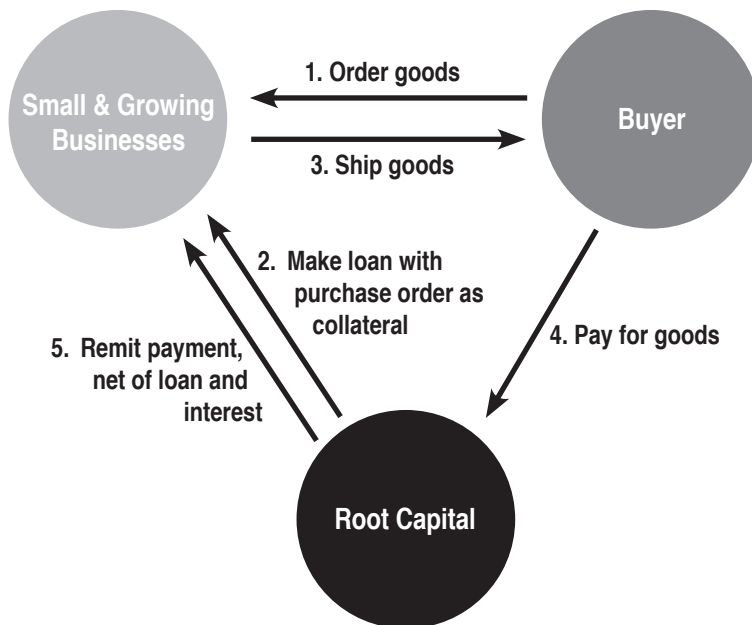 1. Order goods
Small & Growing
Businesses
Buyer
3. Ship goods
2. Make loan with
purchase order as
collateral
4. Pay for goods
5. Remit payment,
net of loan and
interest
Root Capital